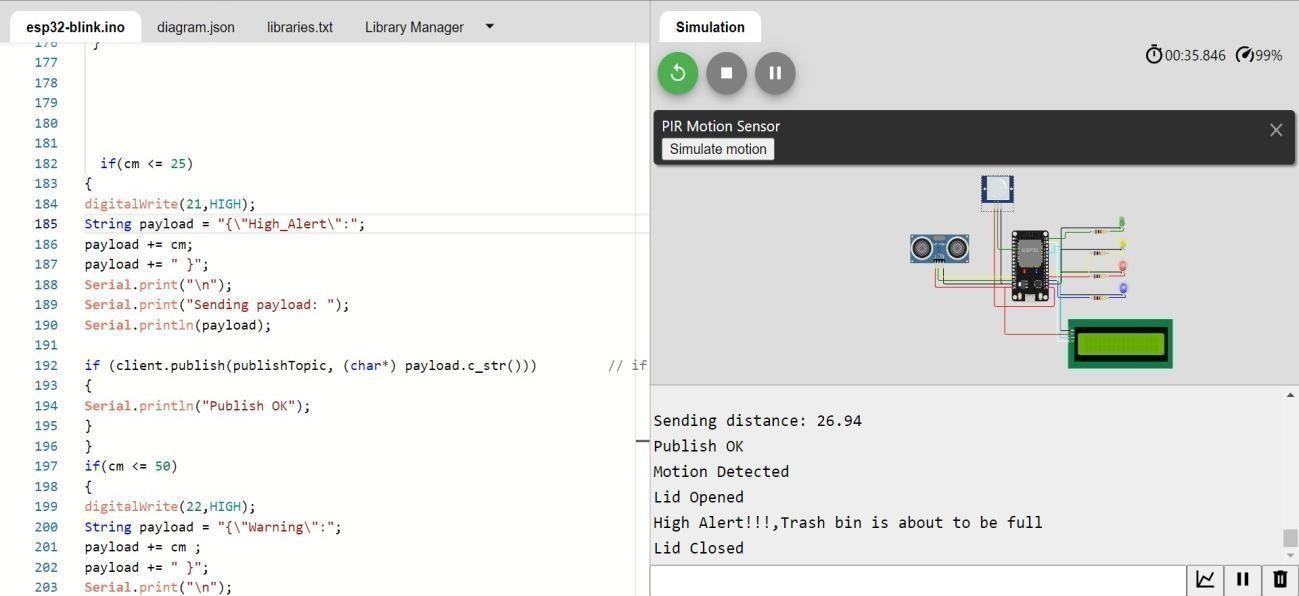 esp32-blink.ino diagram.json libraries.txt Library Manager
176 }
177
178
179
180
181
182 if(cm <= 25)
183 {
184 digitalWrite(21,HIGH);
185 String payload = "{\"High_Alert\":";
186 payload += cm;
187 payload += " }";
188 Serial.print("\n");
189 Serial.print("Sending payload: ");
190 Serial.println(payload);
191
192 if (client.publish(publishTopic, (char*) payload.c_str())) // if
193 {
194 Serial.println("Publish OK");
195 }
196 }
197 if(cm <= 50)
198 {
199 digitalWrite(22,HIGH);
200 String payload = "{\"Warning\":";
201 payload += cm ;
202 payload += " }";
203 Serial.print("\n");
Simulation
00:35.846 99%
PIR Motion Sensor
Simulate motion
Sending distance: 26.94
Publish OK
Motion Detected
Lid Opened
High Alert!!!,Trash bin is about to be full
Lid Closed